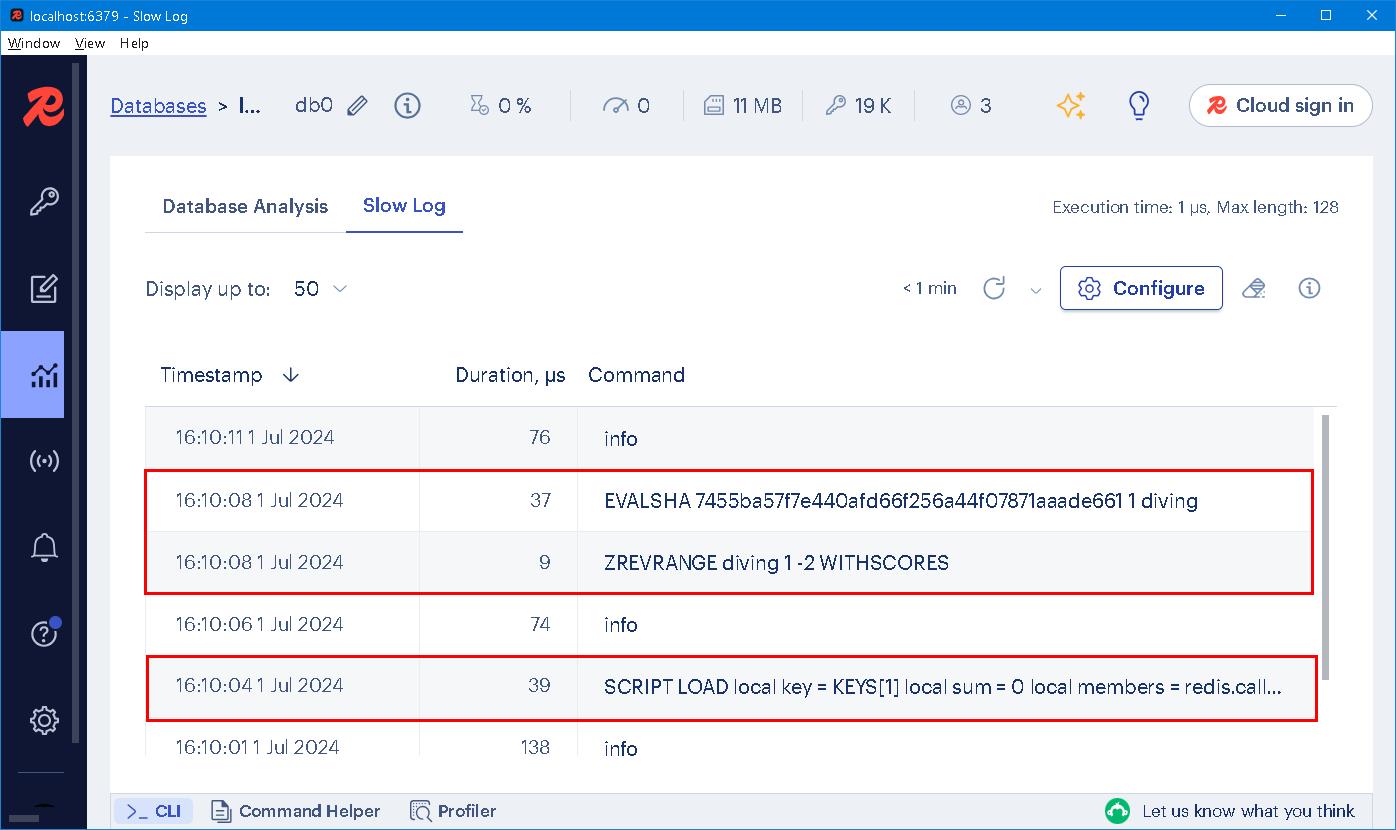 localhost:6379 - Slow Log
Window View Help
Databases > l... db0 0 % 0 11 MB 19 K 3 Cloud sign in
Database Analysis Slow Log Execution time: 1 µs, Max length: 128
Display up to: 50 < 1 min Configure
Timestamp Duration, µs Command
16:10:11 1 Jul 2024 76 info
16:10:08 1 Jul 2024 37 EVALSHA 7455ba57f7e440afd66f256a44f07871aaade661 1 diving
16:10:08 1 Jul 2024 9 ZREVRANGE diving 1 -2 WITHSCORES
16:10:06 1 Jul 2024 74 info
16:10:04 1 Jul 2024 39 SCRIPT LOAD local key = KEYS[1] local sum = 0 local members = redis.call...
16:10:01 1 Jul 2024 138 info
>_ CLI Command Helper Profiler Let us know what you think